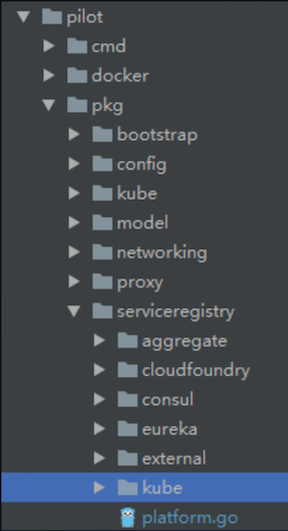 pilot
cmd
docker
pkg
bootstrap
config
kube
model
networking
proxy
serviceregistry
aggregate
cloudfoundry
consul
eureka
external
kube
platform.go